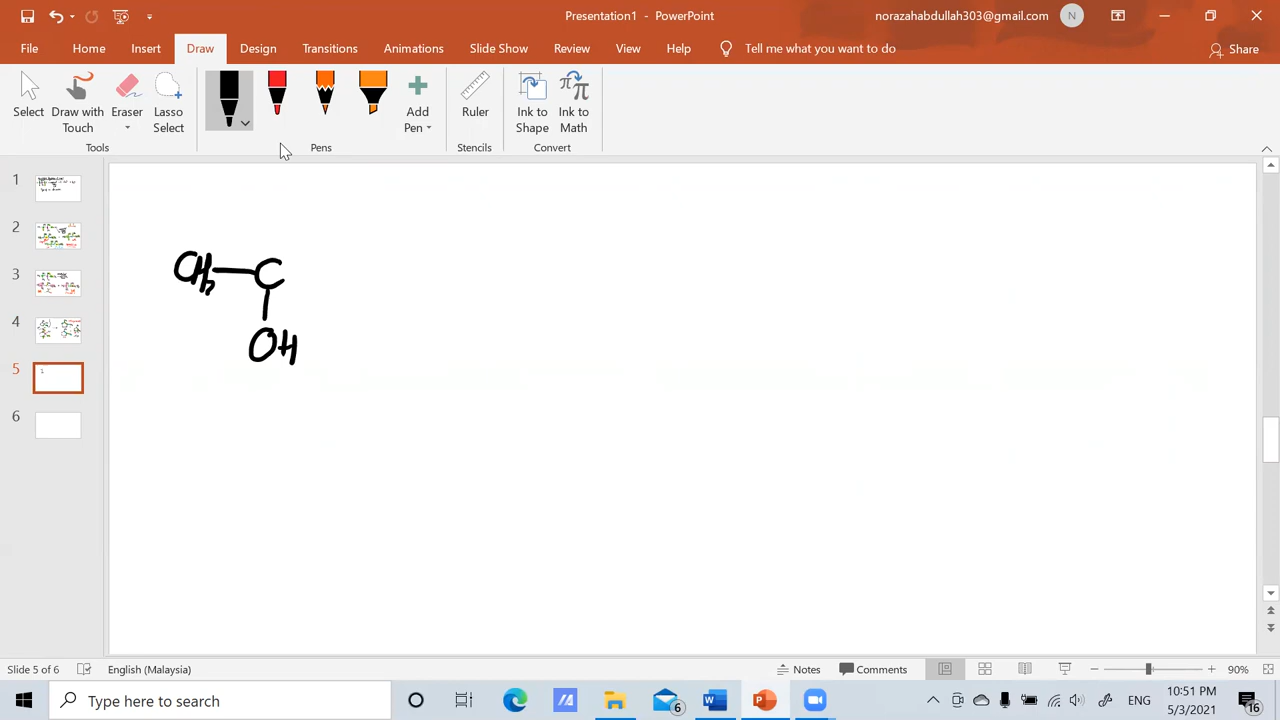 Presentation1 - PowerPoint
norazahabdullah303@gmail.com
N
File Home Insert Draw Design Transitions Animations Slide Show Review View Help Tell me what you want to do
Share
Select
Draw with Touch
Eraser
Lasso Select
Add Pen
Ruler
Ink to Shape
Ink to Math
Tools
Pens
Stencils
Convert
1
2
3
4
5
6
CH₃—C
OH
Slide 5 of 6
English (Malaysia)
Notes
Comments
90%
Type here to search
6
ENG
10:51 PM
5/3/2021
16